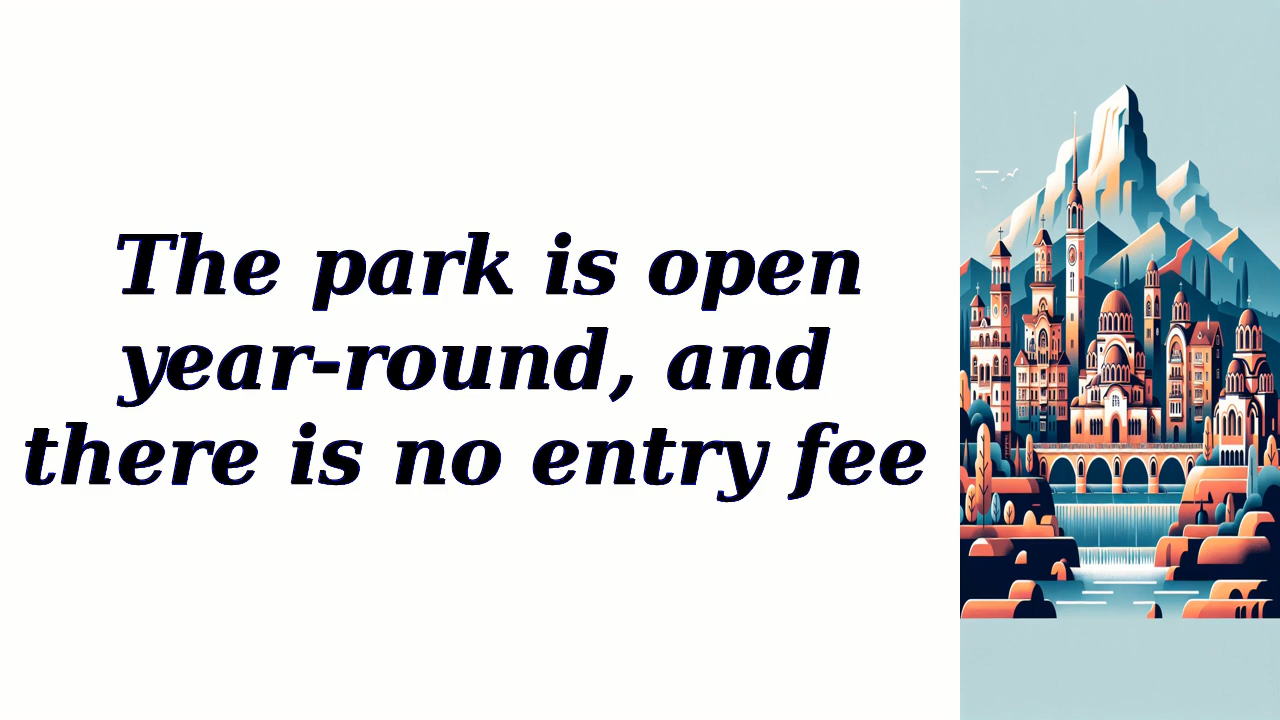 The park is open
year-round, and
there is no entry fee